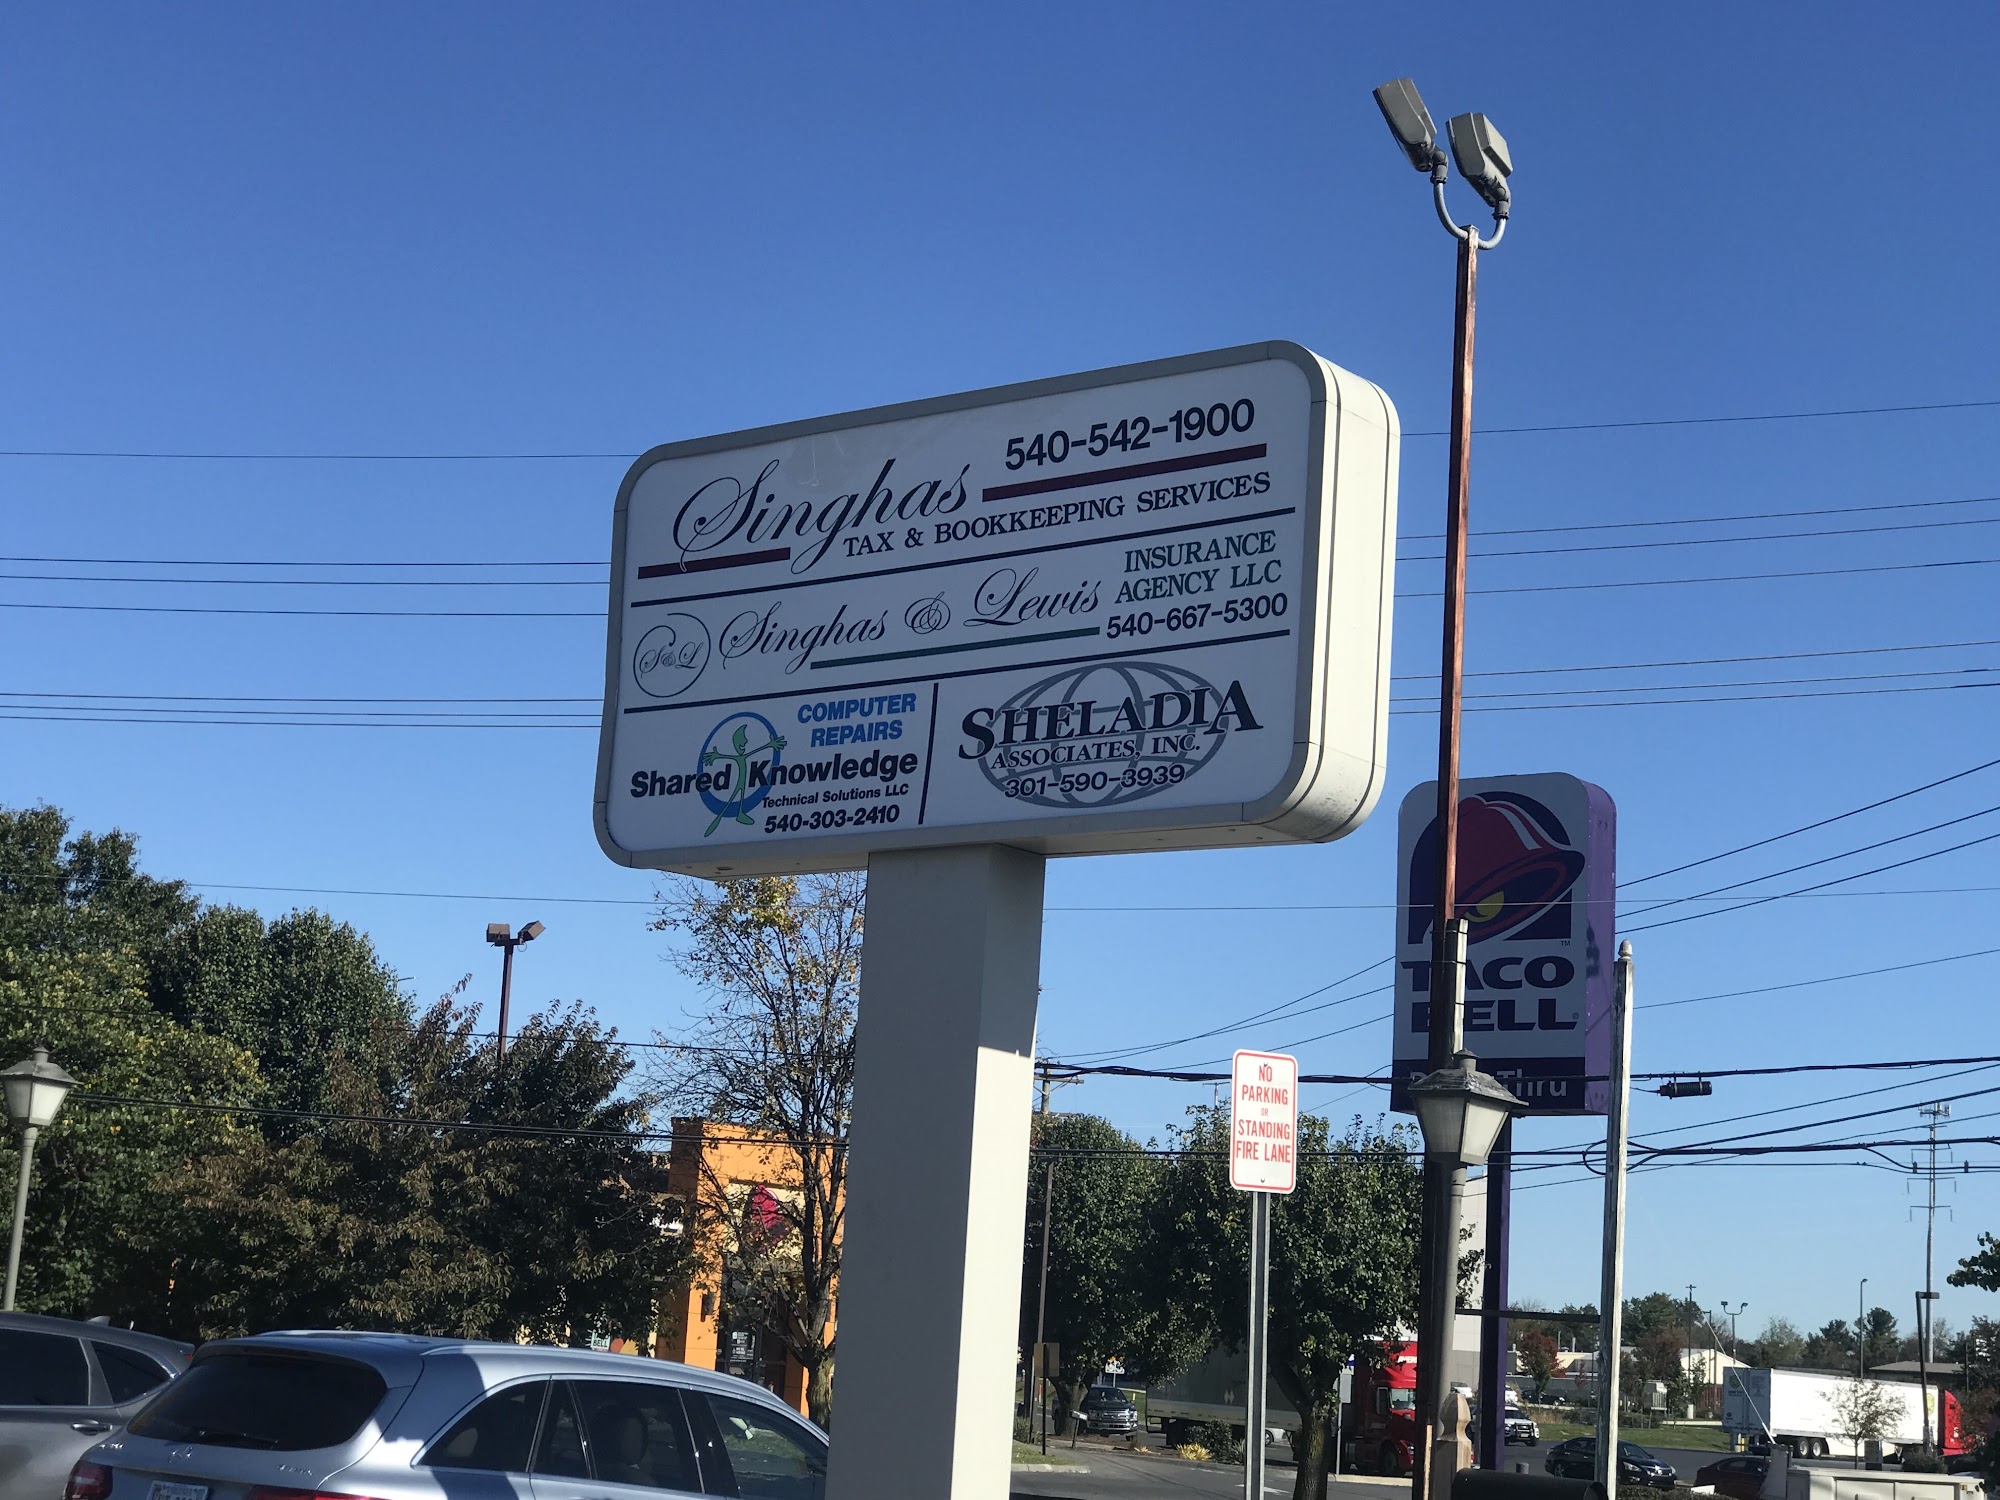 540-542-1900
Singhas
TAX & BOOKKEEPING SERVICES
S&L
Singhas & Lewis
INSURANCE
AGENCY LLC
540-667-5300
COMPUTER
REPAIRS
Shared Knowledge
Technical Solutions LLC
540-303-2410
SHELADIA
ASSOCIATES, INC.
301-590-3939
TACO
BELL
Thru
NO
PARKING
OR
STANDING
FIRE LANE